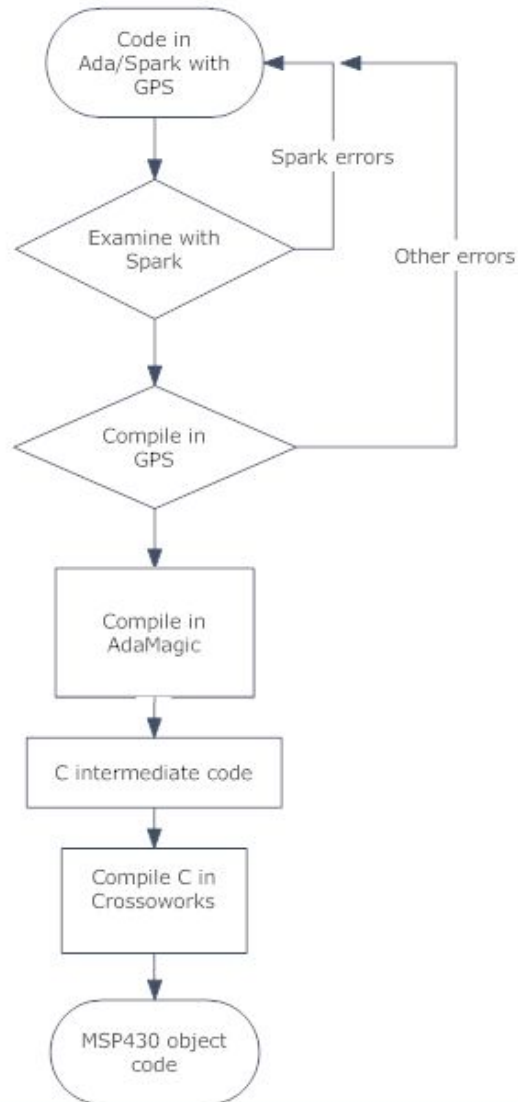 Code in
Ada/Spark with
GPS
Spark errors
Examine with
Spark
Other errors
Compile in
GPS
Compile in
AdaMagic
C intermediate code
Compile C in
Crossoworks
MSP430 object
code